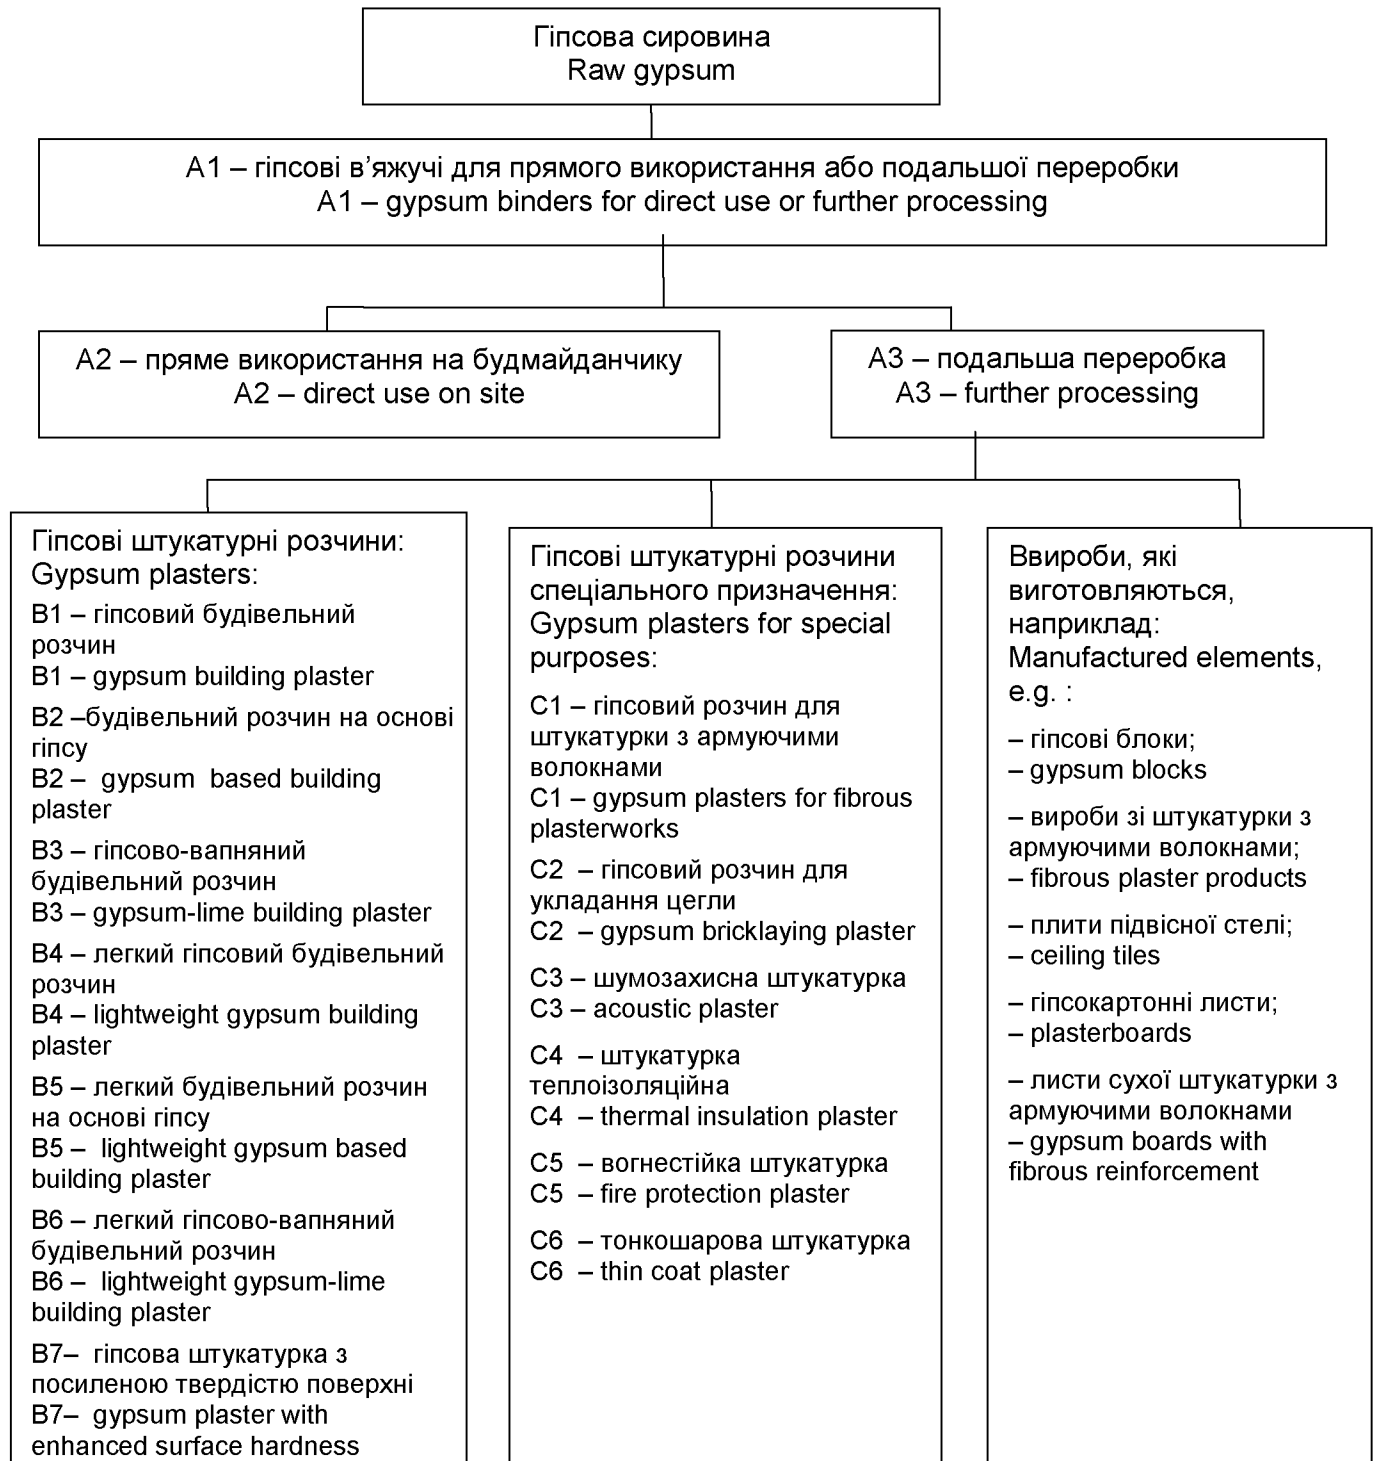 Гіпсова сировина
Raw gypsum
А1 – гіпсові в’яжучі для прямого використання або подальшої переробки
А1 – gypsum binders for direct use or further processing
А2 – пряме використання на будмайданчику
А2 – direct use on site
А3 – подальша переробка
А3 – further processing
Гіпсові штукатурні розчини:
Gypsum plasters:
В1 – гіпсовий будівельний
розчин
В1 – gypsum building plaster
В2 –будівельний розчин на основі
гіпсу
В2 – gypsum based building
plaster
В3 – гіпсово-вапняний
будівельний розчин
В3 – gypsum-lime building plaster
В4 – легкий гіпсовий будівельний
розчин
В4 – lightweight gypsum building
plaster
В5 – легкий будівельний розчин
на основі гіпсу
В5 – lightweight gypsum based
building plaster
В6 – легкий гіпсово-вапняний
будівельний розчин
В6 – lightweight gypsum-lime
building plaster
В7– гіпсова штукатурка з
посиленою твердістю поверхні
В7– gypsum plaster with
enhanced surface hardness
Гіпсові штукатурні розчини
спеціального призначення:
Gypsum plasters for special
purposes:
С1 – гіпсовий розчин для
штукатурки з армуючими
волокнами
С1 – gypsum plasters for fibrous
plasterworks
С2 – гіпсовий розчин для
укладання цегли
С2 – gypsum bricklaying plaster
С3 – шумозахисна штукатурка
С3 – acoustic plaster
С4 – штукатурка
теплоізоляційна
С4 – thermal insulation plaster
С5 – вогнестійка штукатурка
С5 – fire protection plaster
С6 – тонкошарова штукатурка
С6 – thin coat plaster
Ввироби, які
виготовляються,
наприклад:
Manufactured elements,
e.g. :
– гіпсові блоки;
– gypsum blocks
– вироби зі штукатурки з
армуючими волокнами;
– fibrous plaster products
– плити підвісної стелі;
– ceiling tiles
– гіпсокартонні листи;
– plasterboards
– листи сухої штукатурки з
армуючими волокнами
– gypsum boards with
fibrous reinforcement